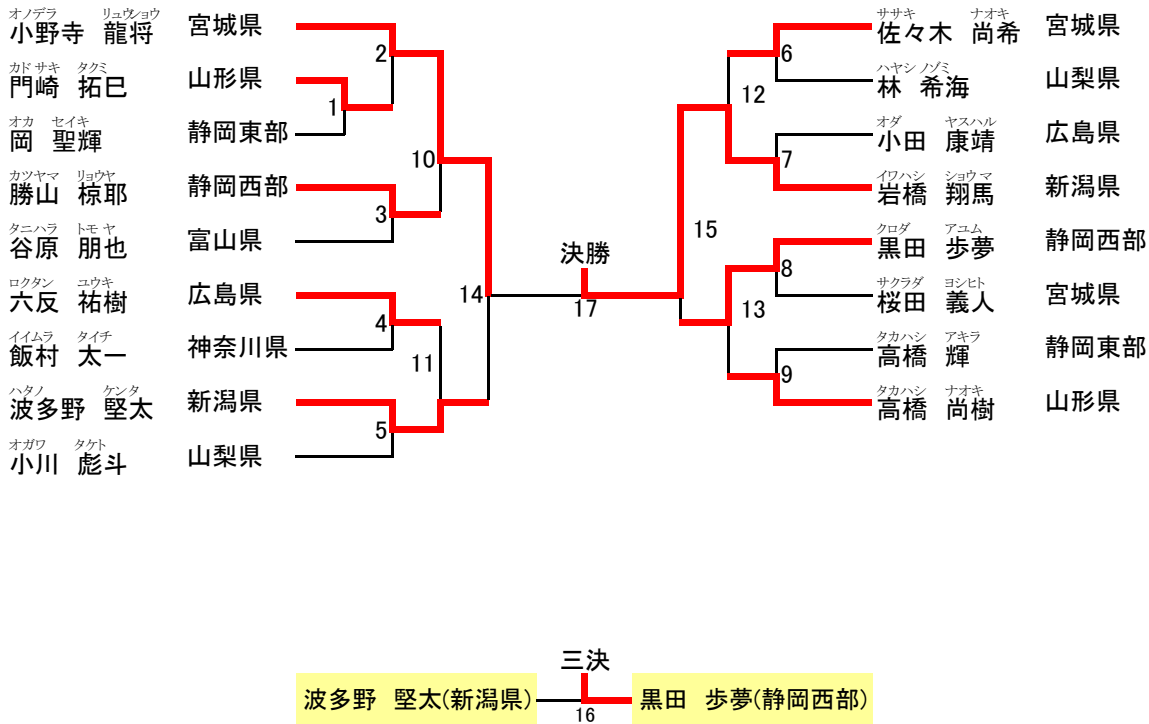 オノデラ リュウショウ
小野寺 龍将 宮城県
カドサキ タクミ
門崎 拓巳 山形県
オカ セイキ
岡 聖輝 静岡東部
カツヤマ リョウヤ
勝山 椋耶 静岡西部
タニハラ トモヤ
谷原 朋也 富山県
ロクタン ユウキ
六反 祐樹 広島県
イイムラ タイチ
飯村 太一 神奈川県
ハタノ ケンタ
波多野 堅太 新潟県
オガワ タケト
小川 彪斗 山梨県
1
2
3
4
5
10
11
14
決勝
17
15
12
13
6
7
8
9
ササキ ナオキ
佐々木 尚希 宮城県
ハヤシ ノゾミ
林 希海 山梨県
オダ ヤスハル
小田 康靖 広島県
イワハシ ショウマ
岩橋 翔馬 新潟県
クロダ アユム
黒田 歩夢 静岡西部
サクラダ ヨシヒト
桜田 義人 宮城県
タカハシ アキラ
高橋 輝 静岡東部
タカハシ ナオキ
高橋 尚樹 山形県
三決
波多野 堅太(新潟県) 16 黒田 歩夢(静岡西部)